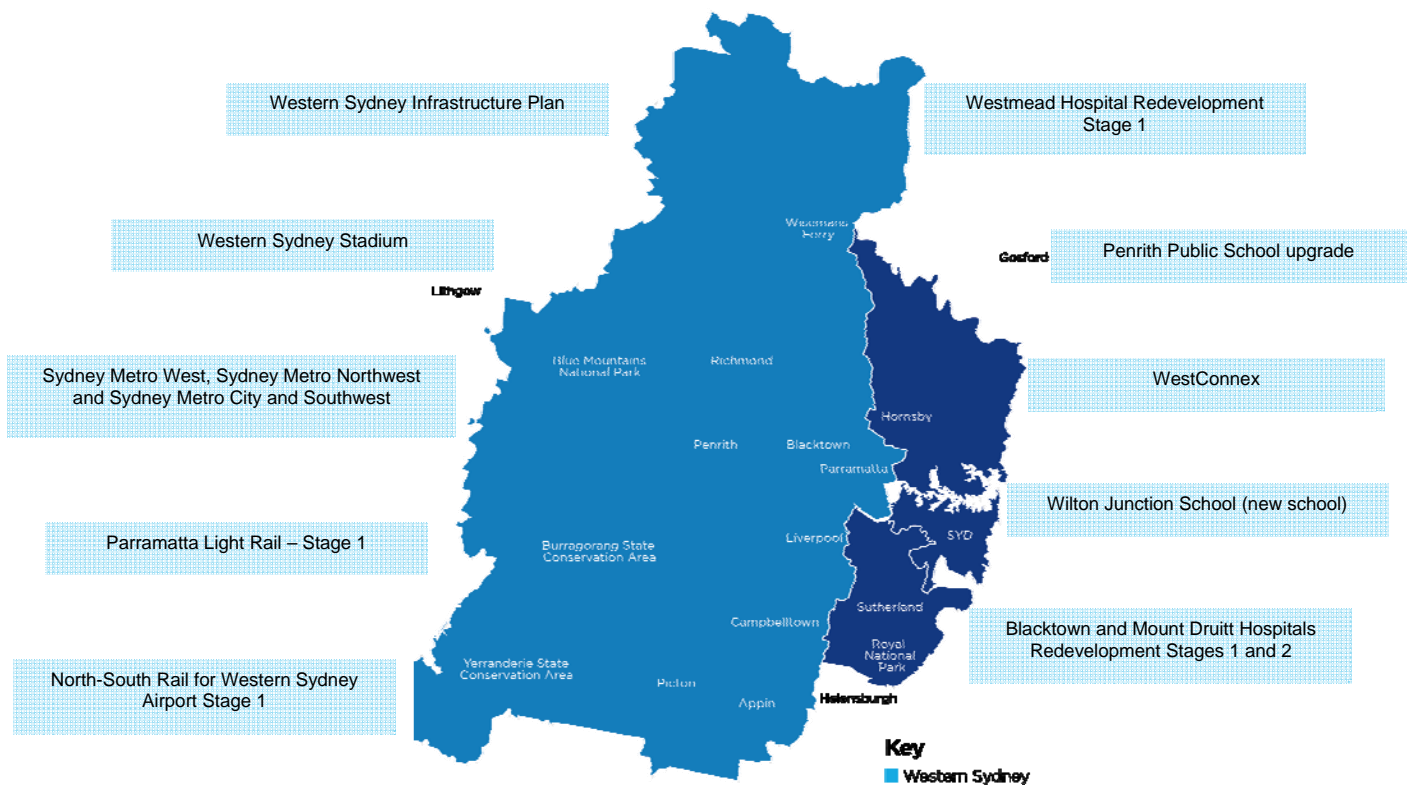 Western Sydney Infrastructure Plan
Westmead Hospital Redevelopment
Stage 1
Western Sydney Stadium
Wisemans
Ferry
Gosford
Penrith Public School upgrade
Lithgow
Sydney Metro West, Sydney Metro Northwest
and Sydney Metro City and Southwest
Blue Mountains
National Park
Richmond
WestConnex
Hornsby
Penrith
Blacktown
Parramatta
Wilton Junction School (new school)
Parramatta Light Rail – Stage 1
Burragorang State
Conservation Area
Liverpool
SYD
Sutherland
Campbelltown
Royal
National
Park
Blacktown and Mount Druitt Hospitals
Redevelopment Stages 1 and 2
North-South Rail for Western Sydney
Airport Stage 1
Yerranderie State
Conservation Area
Picton
Appin
Helensburgh
Key
Western Sydney